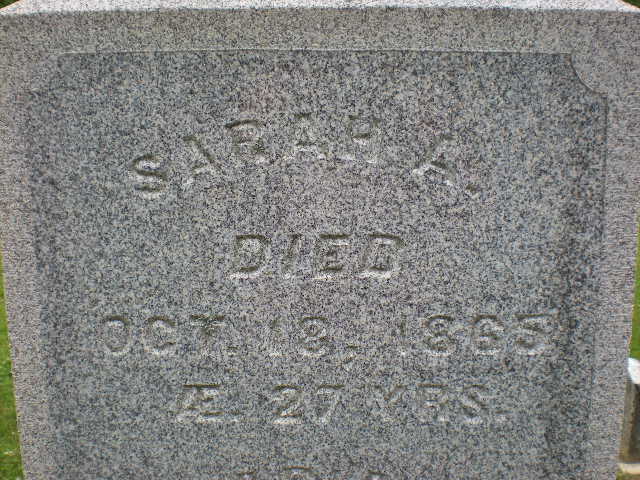 SARAH A.
DIED
OCT. 18, 1865
Æ. 27 YRS.